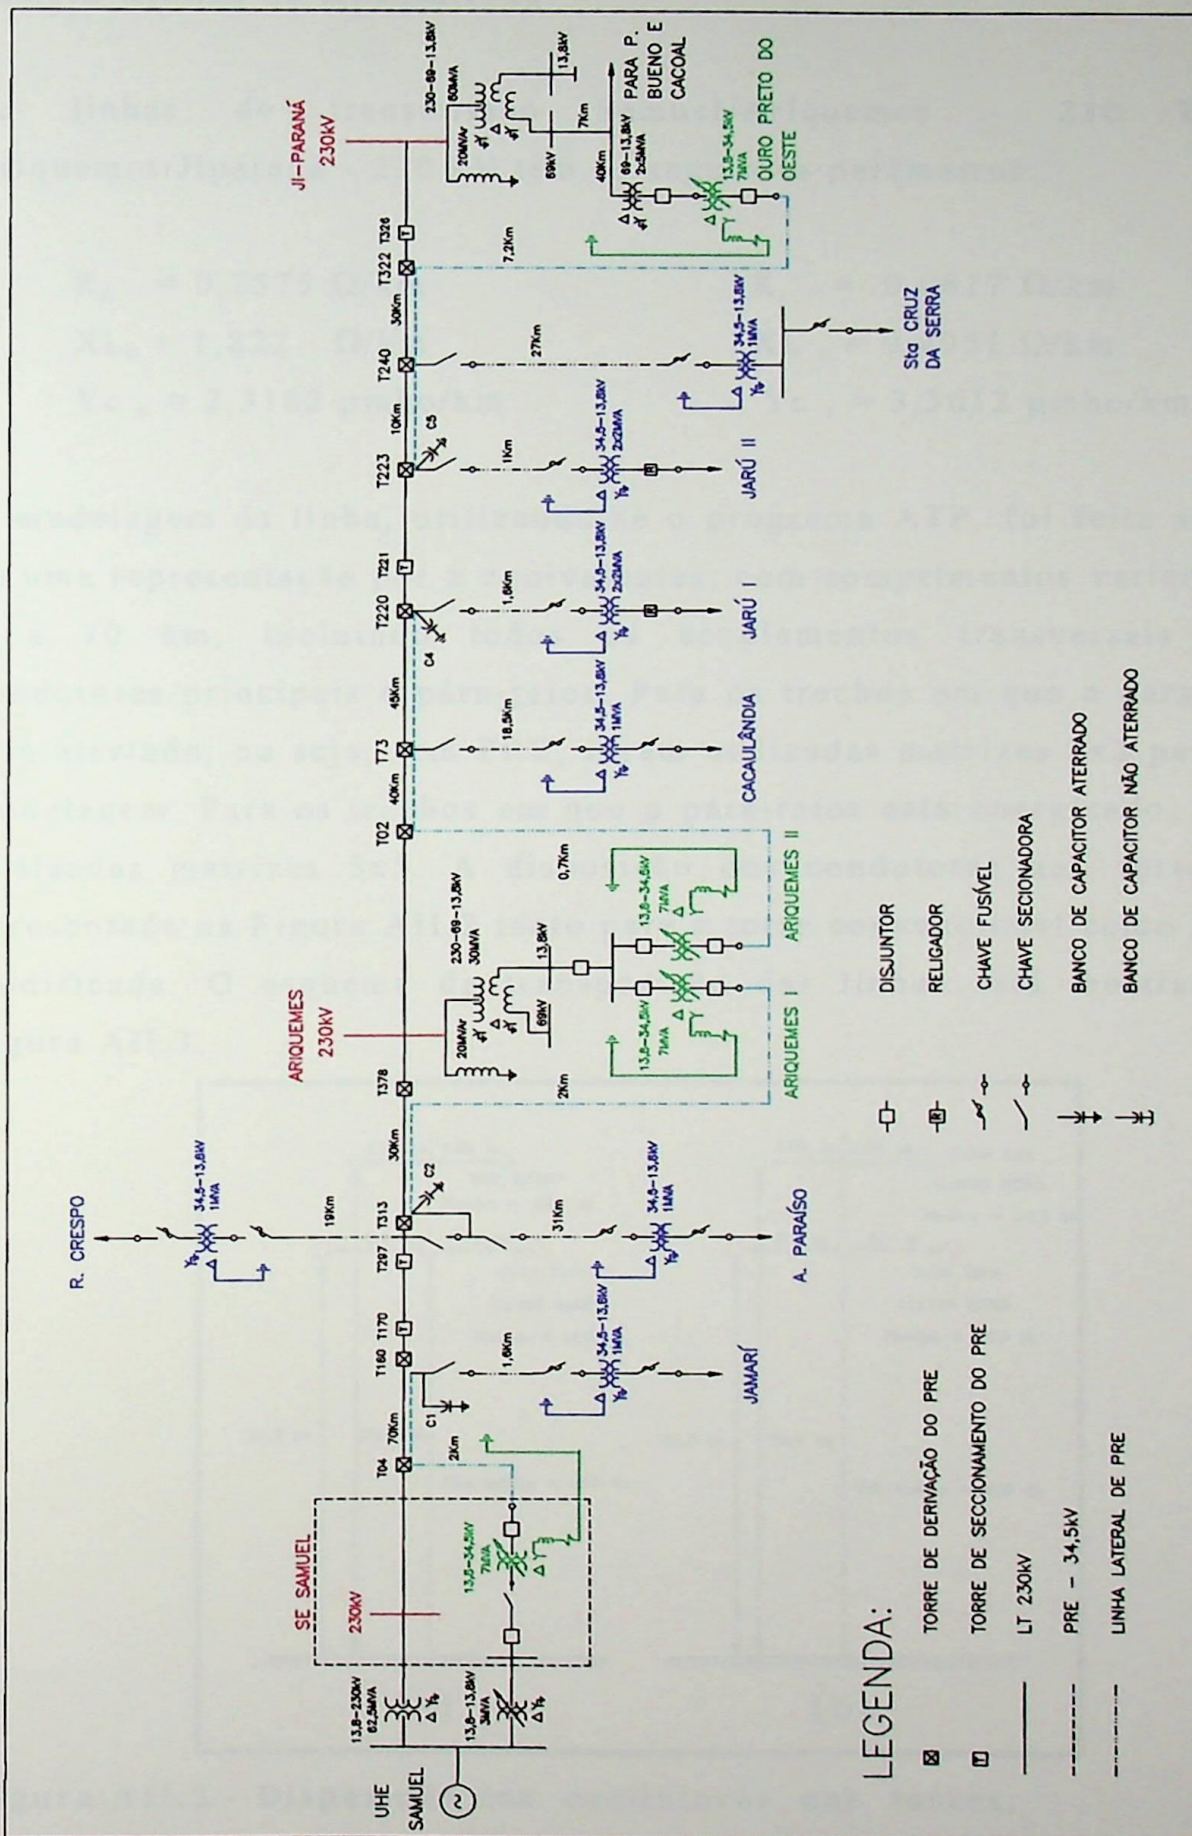 UHE
SAMUEL
13,8-230kV
62,5MVA
13,8-13,8kV
3MVA
SE SAMUEL
230kV
13,8-34,5kV
7MVA
T04
2Km
70Km
C1
T160
T170
1,6Km
34,5-13,8kV
1MVA
JAMARÍ
T297
T313
C2
R. CRESPO
34,5-13,8kV
1MVA
19Km
31Km
34,5-13,8kV
1MVA
A. PARAÍSO
30Km
T378
2Km
ARIQUEMES
230kV
20MVAr
230-69-13,8kV
30MVA
69kV
13,8kV
13,8-34,5kV
7MVA
ARIQUEMES I
13,8-34,5kV
7MVA
ARIQUEMES II
0,7Km
T02
40Km
T73
18,5Km
34,5-13,8kV
1MVA
CACAULÂNDIA
45Km
T220
C4
T221
1,6Km
34,5-13,8kV
2x2MVA
JARÚ I
T223
C5
1Km
34,5-13,8kV
2x2MVA
JARÚ II
10Km
T240
27Km
34,5-13,8kV
1MVA
Sta CRUZ
DA SERRA
30Km
T322
T326
7,2Km
JI-PARANÁ
230kV
20MVAr
230-69-13,8kV
60MVA
69kV
13,8kV
7Km
40Km
PARA P.
BUENO E
CACOAL
69-13,8kV
2x5MVA
13,8-34,5kV
7MVA
OURO PRETO DO
OESTE
LEGENDA:
TORRE DE DERIVAÇÃO DO PRE
TORRE DE SECCIONAMENTO DO PRE
LT 230kV
PRE - 34,5kV
LINHA LATERAL DE PRE
DISJUNTOR
RELIGADOR
CHAVE FUSÍVEL
CHAVE SECIONADORA
BANCO DE CAPACITOR ATERRADO
BANCO DE CAPACITOR NÃO ATERRADO